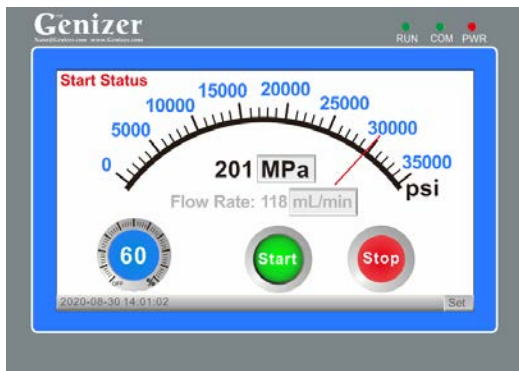 Genizer
RUN COM PWR
Start Status
0
5000
10000
15000
20000
25000
30000
35000
psi
201 MPa
Flow Rate: 118 mL/min
60
OFF
Start
Stop
2020-08-30 14:01:02
Set